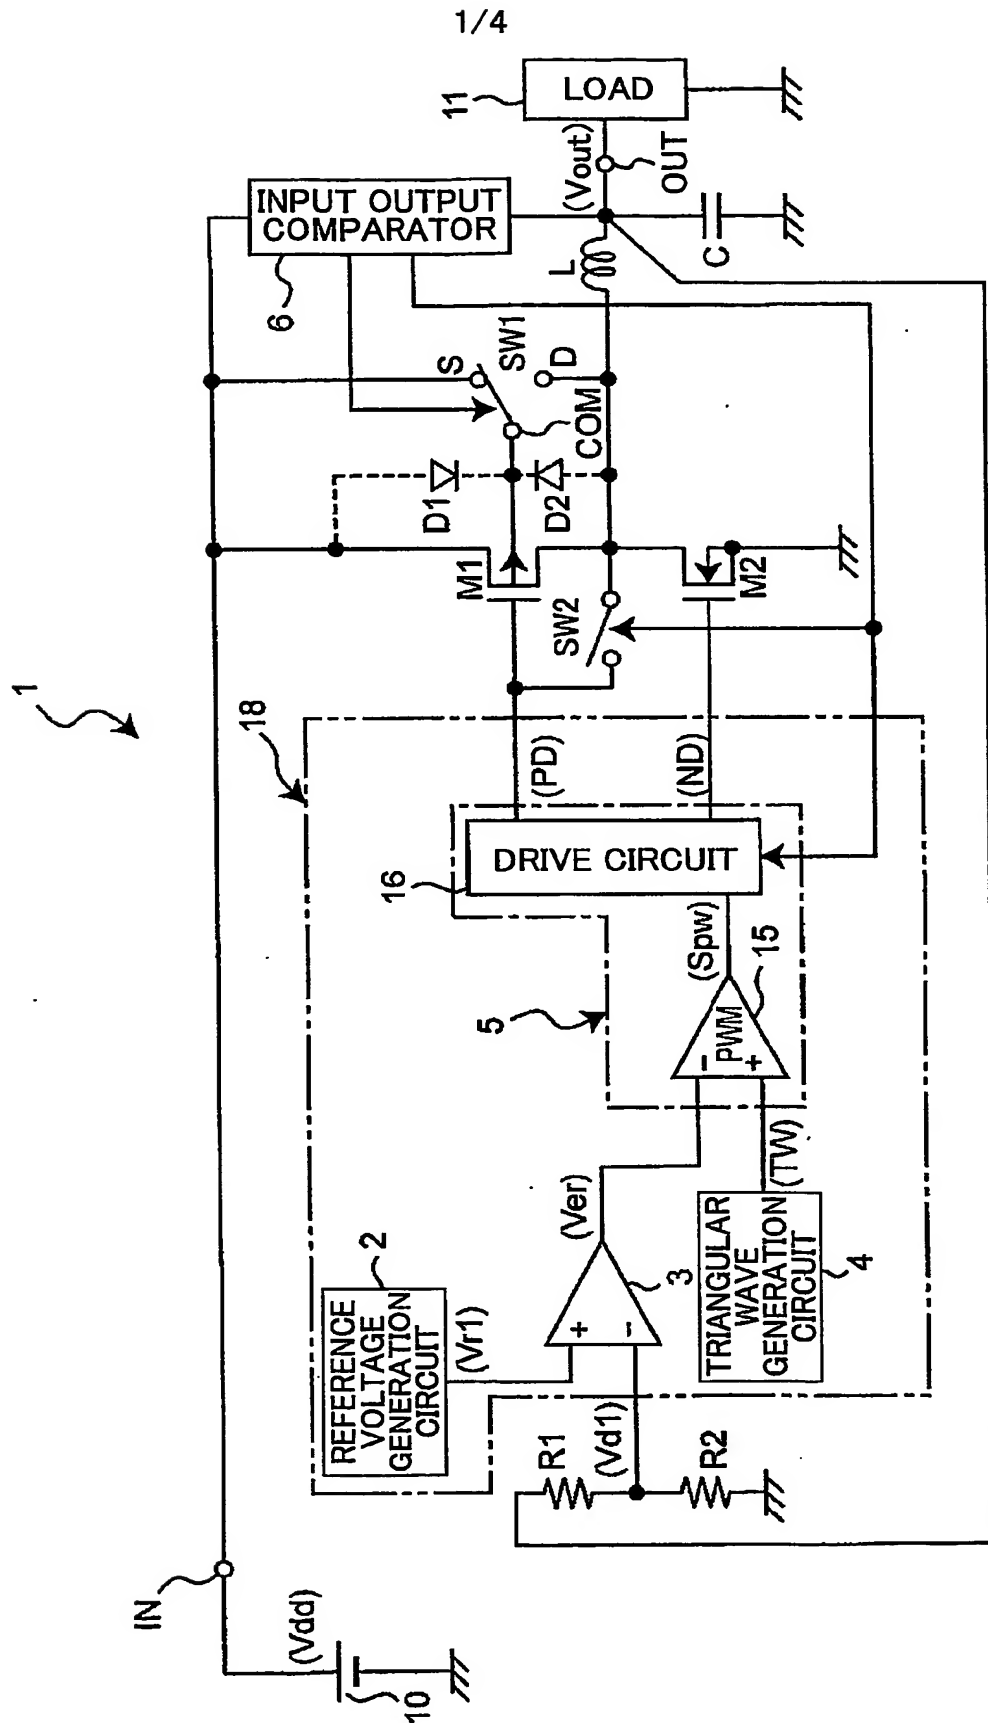 1/4
1
IN
(Vdd)
10
18
REFERENCE
VOLTAGE
GENERATION
CIRCUIT
2
(Vr1)
R1
(Vd1)
R2
+
−
3
(Ver)
TRIANGULAR
WAVE
GENERATION
CIRCUIT
4
(TW)
5
−
+
PWM
15
(Spw)
16
DRIVE CIRCUIT
(PD)
(ND)
SW2
M1
M2
D1
D2
S
SW1
D
COM
6
INPUT OUTPUT
COMPARATOR
L
C
(Vout)
OUT
11
LOAD